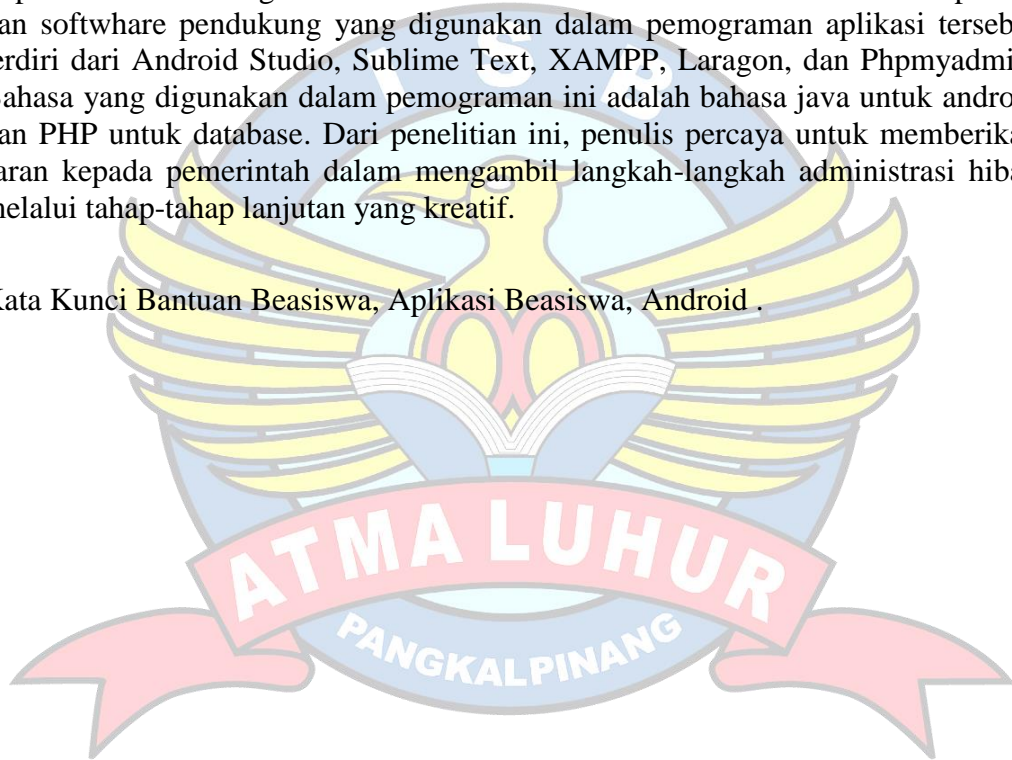 an softwhare pendukung yang digunakan dalam pemograman aplikasi terseb
erdiri dari Android Studio, Sublime Text, XAMPP, Laragon, dan Phpmyadmi
ahasa yang digunakan dalam pemograman ini adalah bahasa java untuk andro
an PHP untuk database. Dari penelitian ini, penulis percaya untuk memberika
aran kepada pemerintah dalam mengambil langkah-langkah administrasi hiba
nelalui tahap-tahap lanjutan yang kreatif.
Kata Kunci Bantuan Beasiswa, Aplikasi Beasiswa, Android .
I S B
ATMA LUHUR
PANGKALPINANG